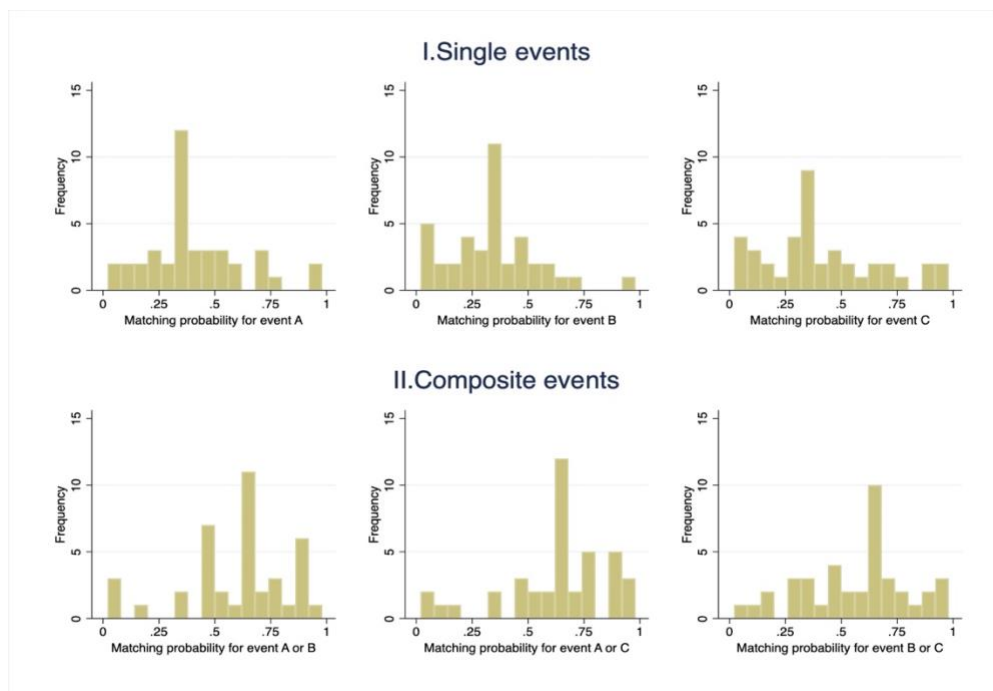 I.Single events
15
10
5
0
Frequency
0 .25 .5 .75 1
Matching probability for event A
15
10
5
0
Frequency
0 .25 .5 .75 1
Matching probability for event B
15
10
5
0
Frequency
0 .25 .5 .75 1
Matching probability for event C
II.Composite events
15
10
5
0
Frequency
0 .25 .5 .75 1
Matching probability for event A or B
15
10
5
0
Frequency
0 .25 .5 .75 1
Matching probability for event A or C
15
10
5
0
Frequency
0 .25 .5 .75 1
Matching probability for event B or C